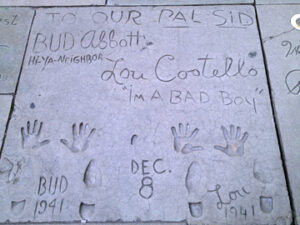 TO OUR PAL SID
BUD Abbott
HI-YA-NEIGHBOR
Lou Costello
"I'M A BAD BOY"
DEC.
8
BUD
1941
Lou
1941